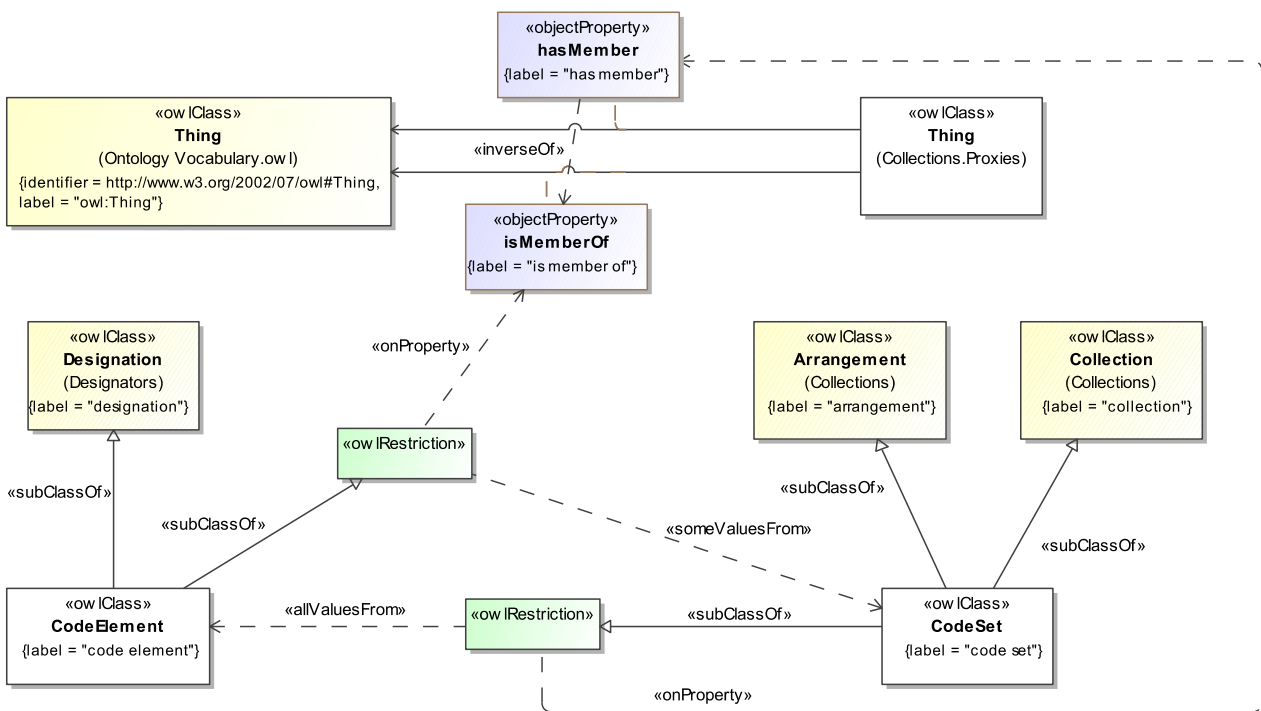 «objectProperty»
hasMember
{label = "has member"}
«owlClass»
Thing
(Ontology Vocabulary.owl)
{identifier = http://www.w3.org/2002/07/owl#Thing,
label = "owl:Thing"}
«owlClass»
Thing
(Collections.Proxies)
«inverseOf»
«objectProperty»
isMemberOf
{label = "is member of"}
«owlClass»
Designation
(Designators)
{label = "designation"}
«onProperty»
«owlClass»
Arrangement
(Collections)
{label = "arrangement"}
«owlClass»
Collection
(Collections)
{label = "collection"}
«owlRestriction»
«subClassOf»
«subClassOf»
«someValuesFrom»
«subClassOf»
«subClassOf»
«owlClass»
CodeElement
{label = "code element"}
«allValuesFrom»
«owlRestriction»
«subClassOf»
«owlClass»
CodeSet
{label = "code set"}
«onProperty»